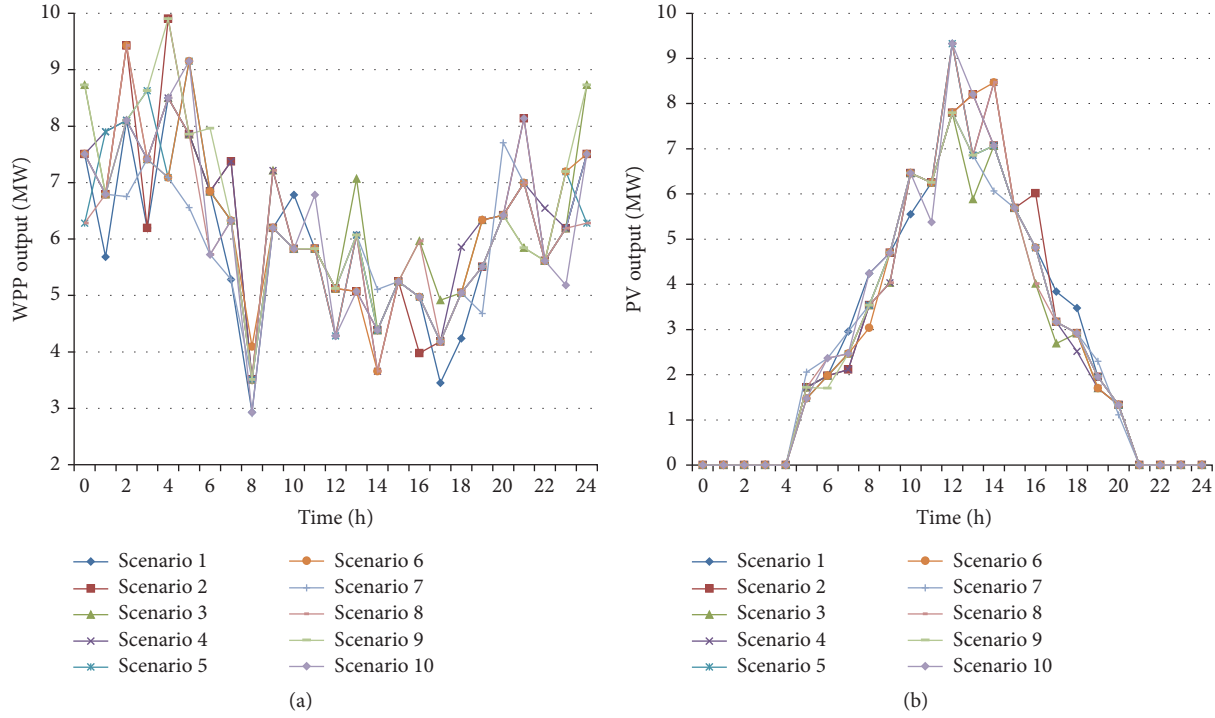 10
9
8
7
6
5
4
3
2
WPP output (MW)
0 2 4 6 8 10 12 14 16 18 20 22 24
Time (h)
Scenario 1
Scenario 2
Scenario 3
Scenario 4
Scenario 5
Scenario 6
Scenario 7
Scenario 8
Scenario 9
Scenario 10
(a)
10
9
8
7
6
5
4
3
2
1
0
PV output (MW)
0 2 4 6 8 10 12 14 16 18 20 22 24
Time (h)
Scenario 1
Scenario 2
Scenario 3
Scenario 4
Scenario 5
Scenario 6
Scenario 7
Scenario 8
Scenario 9
Scenario 10
(b)